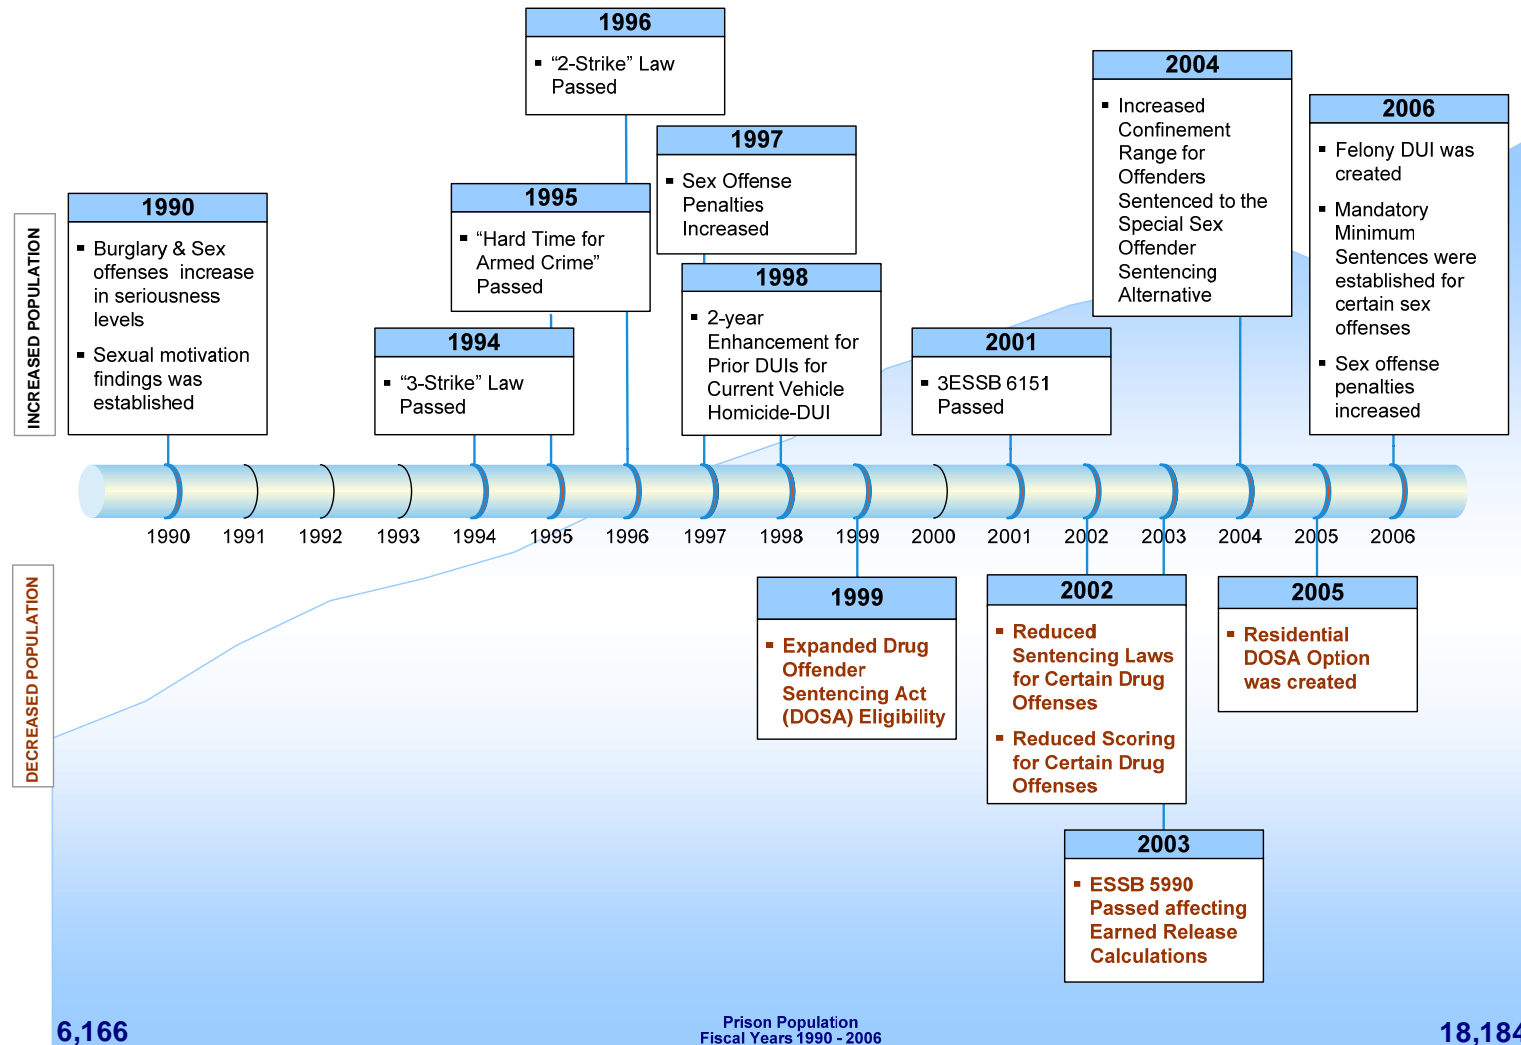 INCREASED POPULATION
DECREASED POPULATION
1990
▪ Burglary & Sex
offenses increase
in seriousness
levels
▪ Sexual motivation
findings was
established
1994
▪ “3-Strike” Law
Passed
1995
▪ “Hard Time for
Armed Crime”
Passed
1996
▪ “2-Strike” Law
Passed
1997
▪ Sex Offense
Penalties
Increased
1998
▪ 2-year
Enhancement for
Prior DUIs for
Current Vehicle
Homicide-DUI
2001
▪ 3ESSB 6151
Passed
2004
▪ Increased
Confinement
Range for
Offenders
Sentenced to the
Special Sex
Offender
Sentencing
Alternative
2006
▪ Felony DUI was
created
▪ Mandatory
Minimum
Sentences were
established for
certain sex
offenses
▪ Sex offense
penalties
increased
1990 1991 1992 1993 1994 1995 1996 1997 1998 1999 2000 2001 2002 2003 2004 2005 2006
1999
▪ Expanded Drug
Offender
Sentencing Act
(DOSA) Eligibility
2002
▪ Reduced
Sentencing Laws
for Certain Drug
Offenses
▪ Reduced Scoring
for Certain Drug
Offenses
2003
▪ ESSB 5990
Passed affecting
Earned Release
Calculations
2005
▪ Residential
DOSA Option
was created
6,166
Prison Population
Fiscal Years 1990 - 2006
18,184